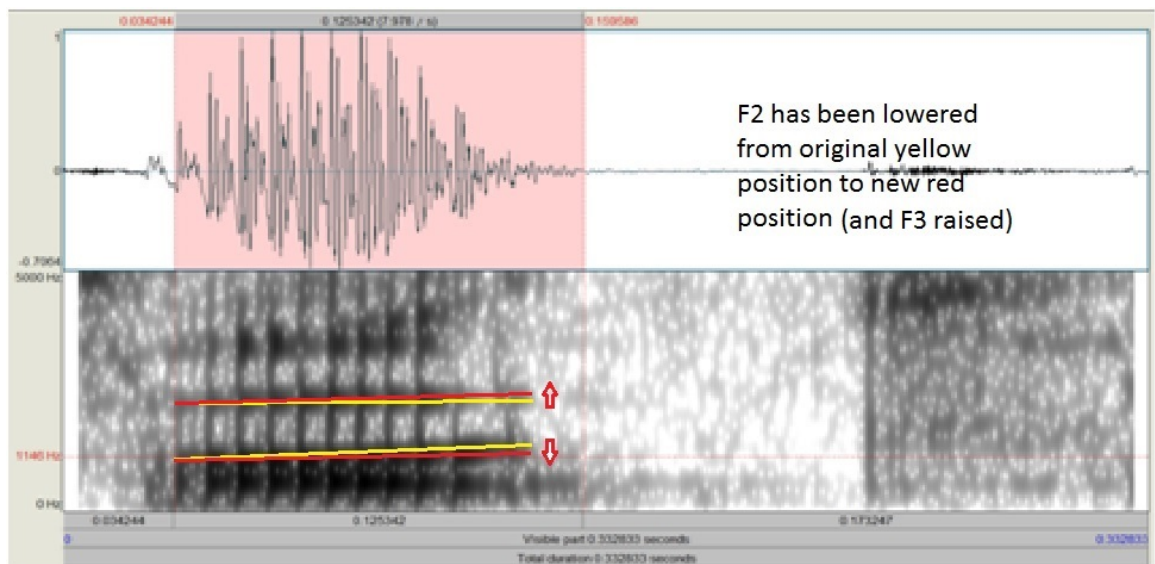 0.034244 0.125342 (7.978 / s) 0.159586
1
0
-0.7064
F2 has been lowered
from original yellow
position to new red
position (and F3 raised)
5000 Hz
1146 Hz
0 Hz
0.034244 0.125342 0.173247
0 Visible part 0.332833 seconds 0.332833
Total duration 0.332833 seconds